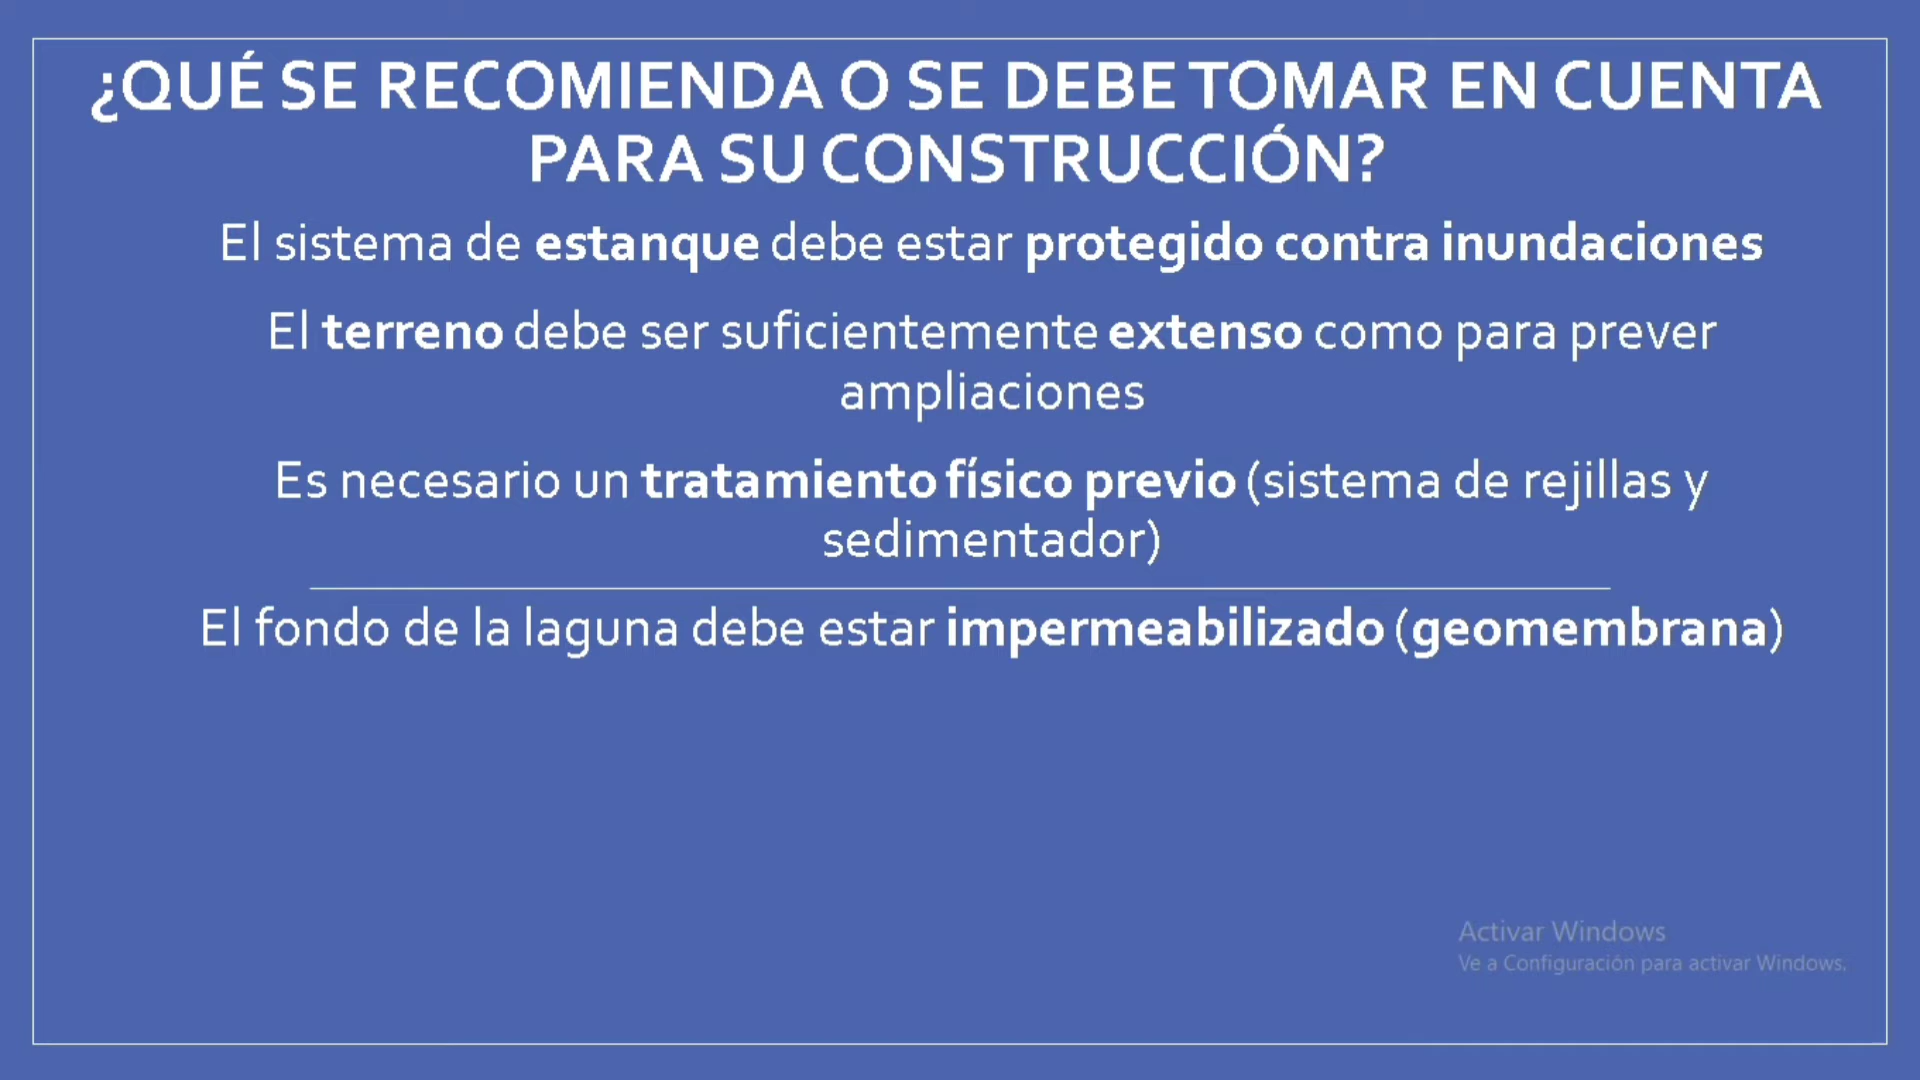 ¿QUÉ SE RECOMIENDA O SE DEBE TOMAR EN CUENTA
PARA SU CONSTRUCCIÓN?
El sistema de estanque debe estar protegido contra inundaciones
El terreno debe ser suficientemente extenso como para prever
ampliaciones
Es necesario un tratamiento físico previo (sistema de rejillas y
sedimentador)
El fondo de la laguna debe estar impermeabilizado (geomembrana)
Activar Windows
Ve a Configuración para activar Windows.